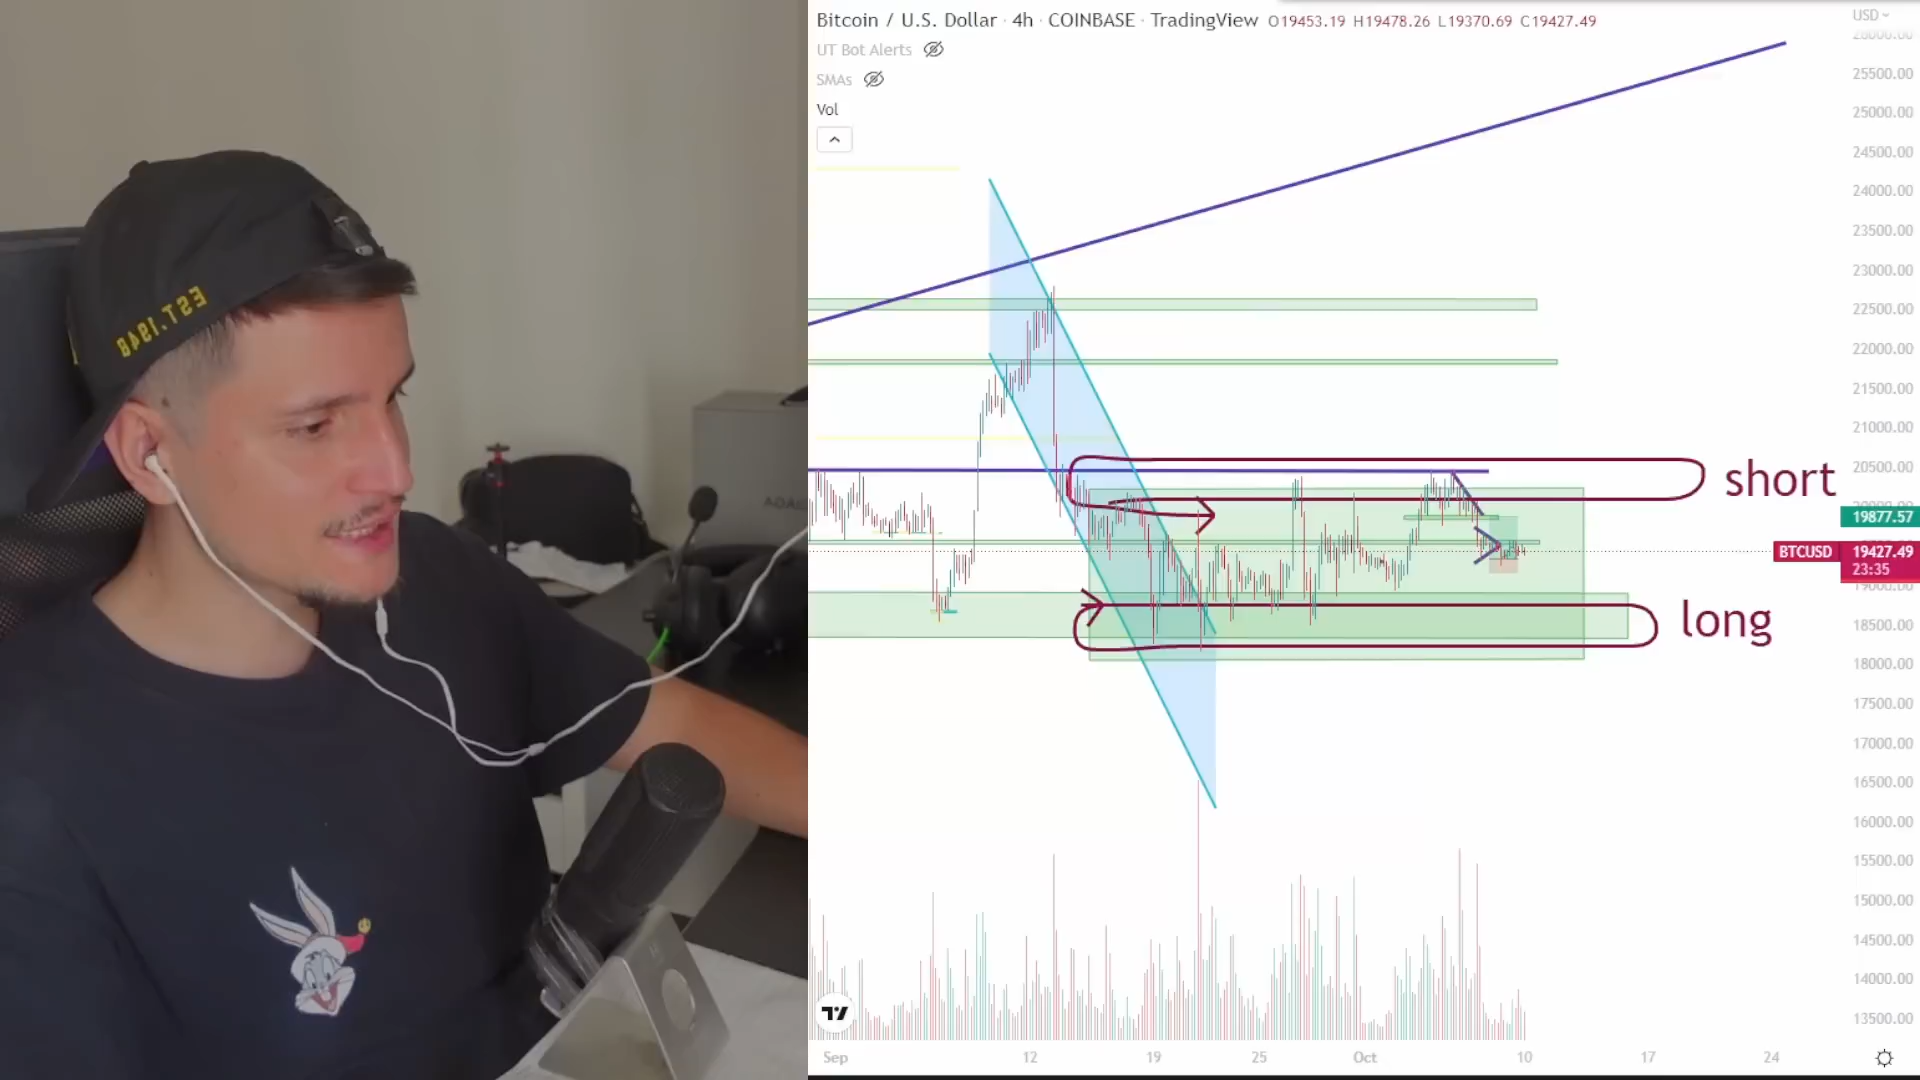 EST.1948
Bitcoin / U.S. Dollar · 4h · COINBASE · TradingView O19453.19 H19478.26 L19370.69 C19427.49
UT Bot Alerts
SMAs
Vol
USD
25500.00
25000.00
24500.00
24000.00
23500.00
23000.00
22500.00
22000.00
21500.00
21000.00
20500.00
short
19877.57
BTCUSD 19427.49
23:35
19000.00
18500.00
long
18000.00
17500.00
17000.00
16500.00
16000.00
15500.00
15000.00
14500.00
14000.00
13500.00
Sep 12 19 25 Oct 10 17 24